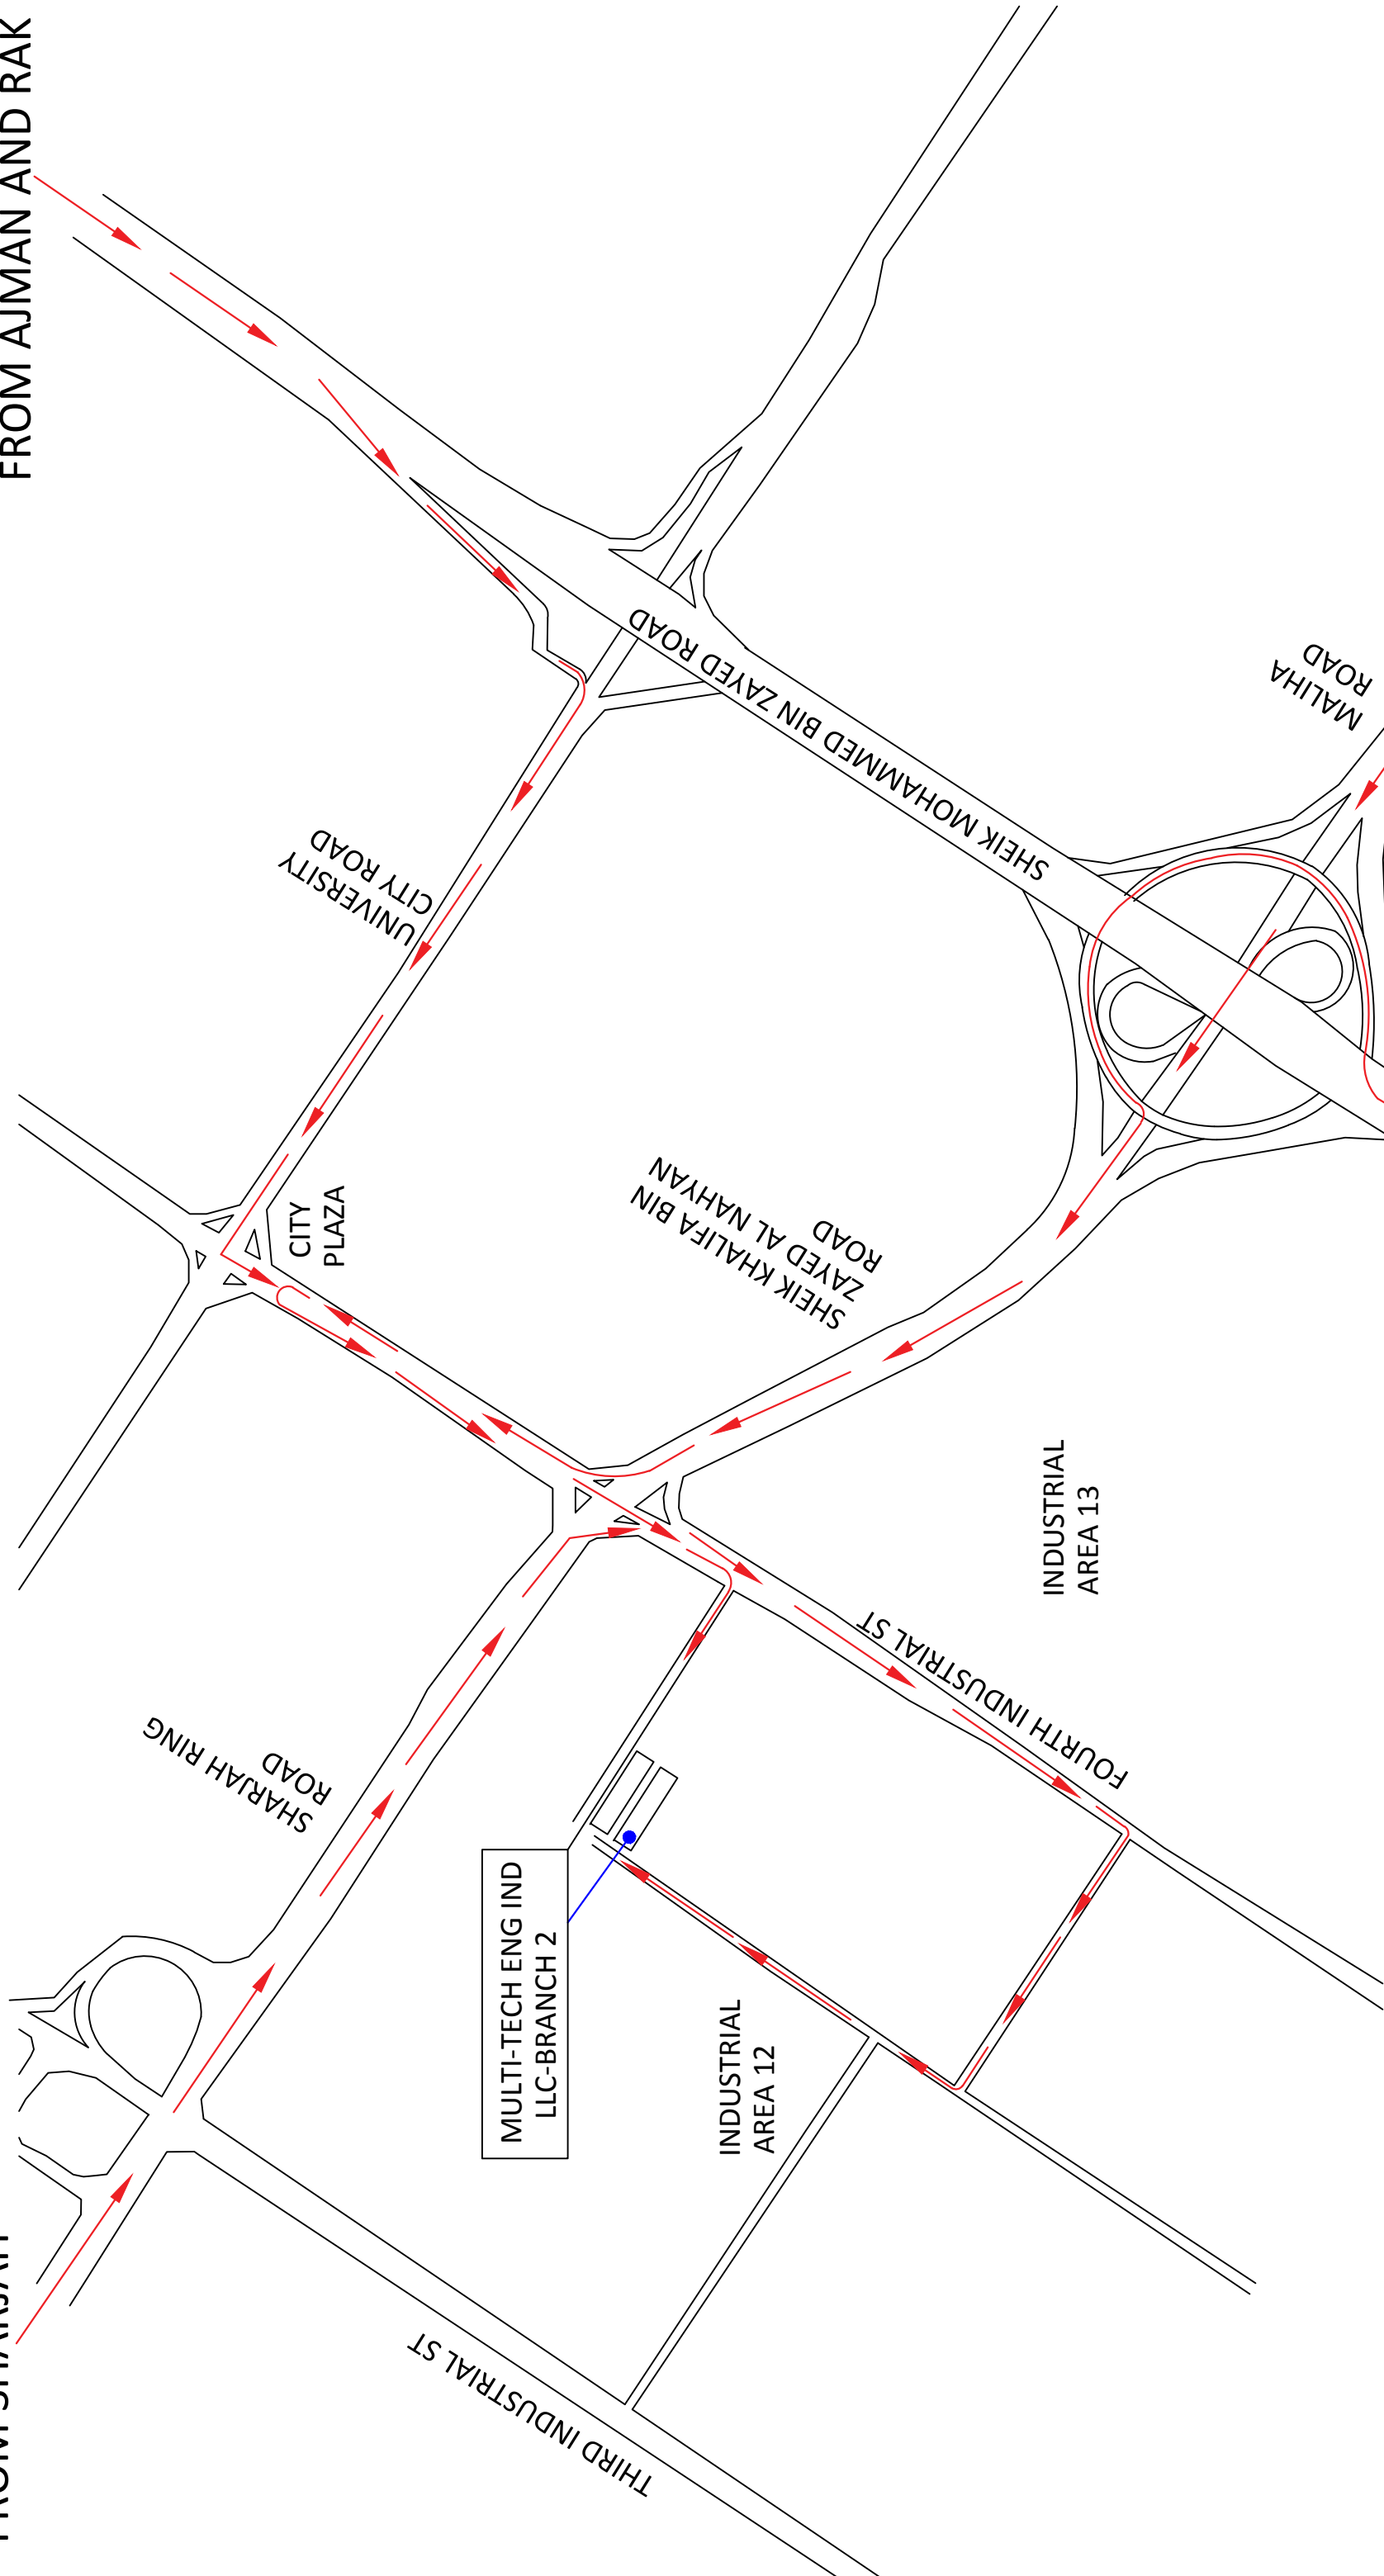 FROM AJMAN AND RAK
SHEIK MOHAMMED BIN ZAYED ROAD
MALIHA
ROAD
UNIVERSITY
CITY ROAD
CITY
PLAZA
SHEIK KHALIFA BIN
ZAYED AL NAHYAN
ROAD
INDUSTRIAL
AREA 13
FOURTH INDUSTRIAL ST
SHARJAH RING
ROAD
MULTI-TECH ENG IND
LLC-BRANCH 2
INDUSTRIAL
AREA 12
FROM SHARJAH
THIRD INDUSTRIAL ST